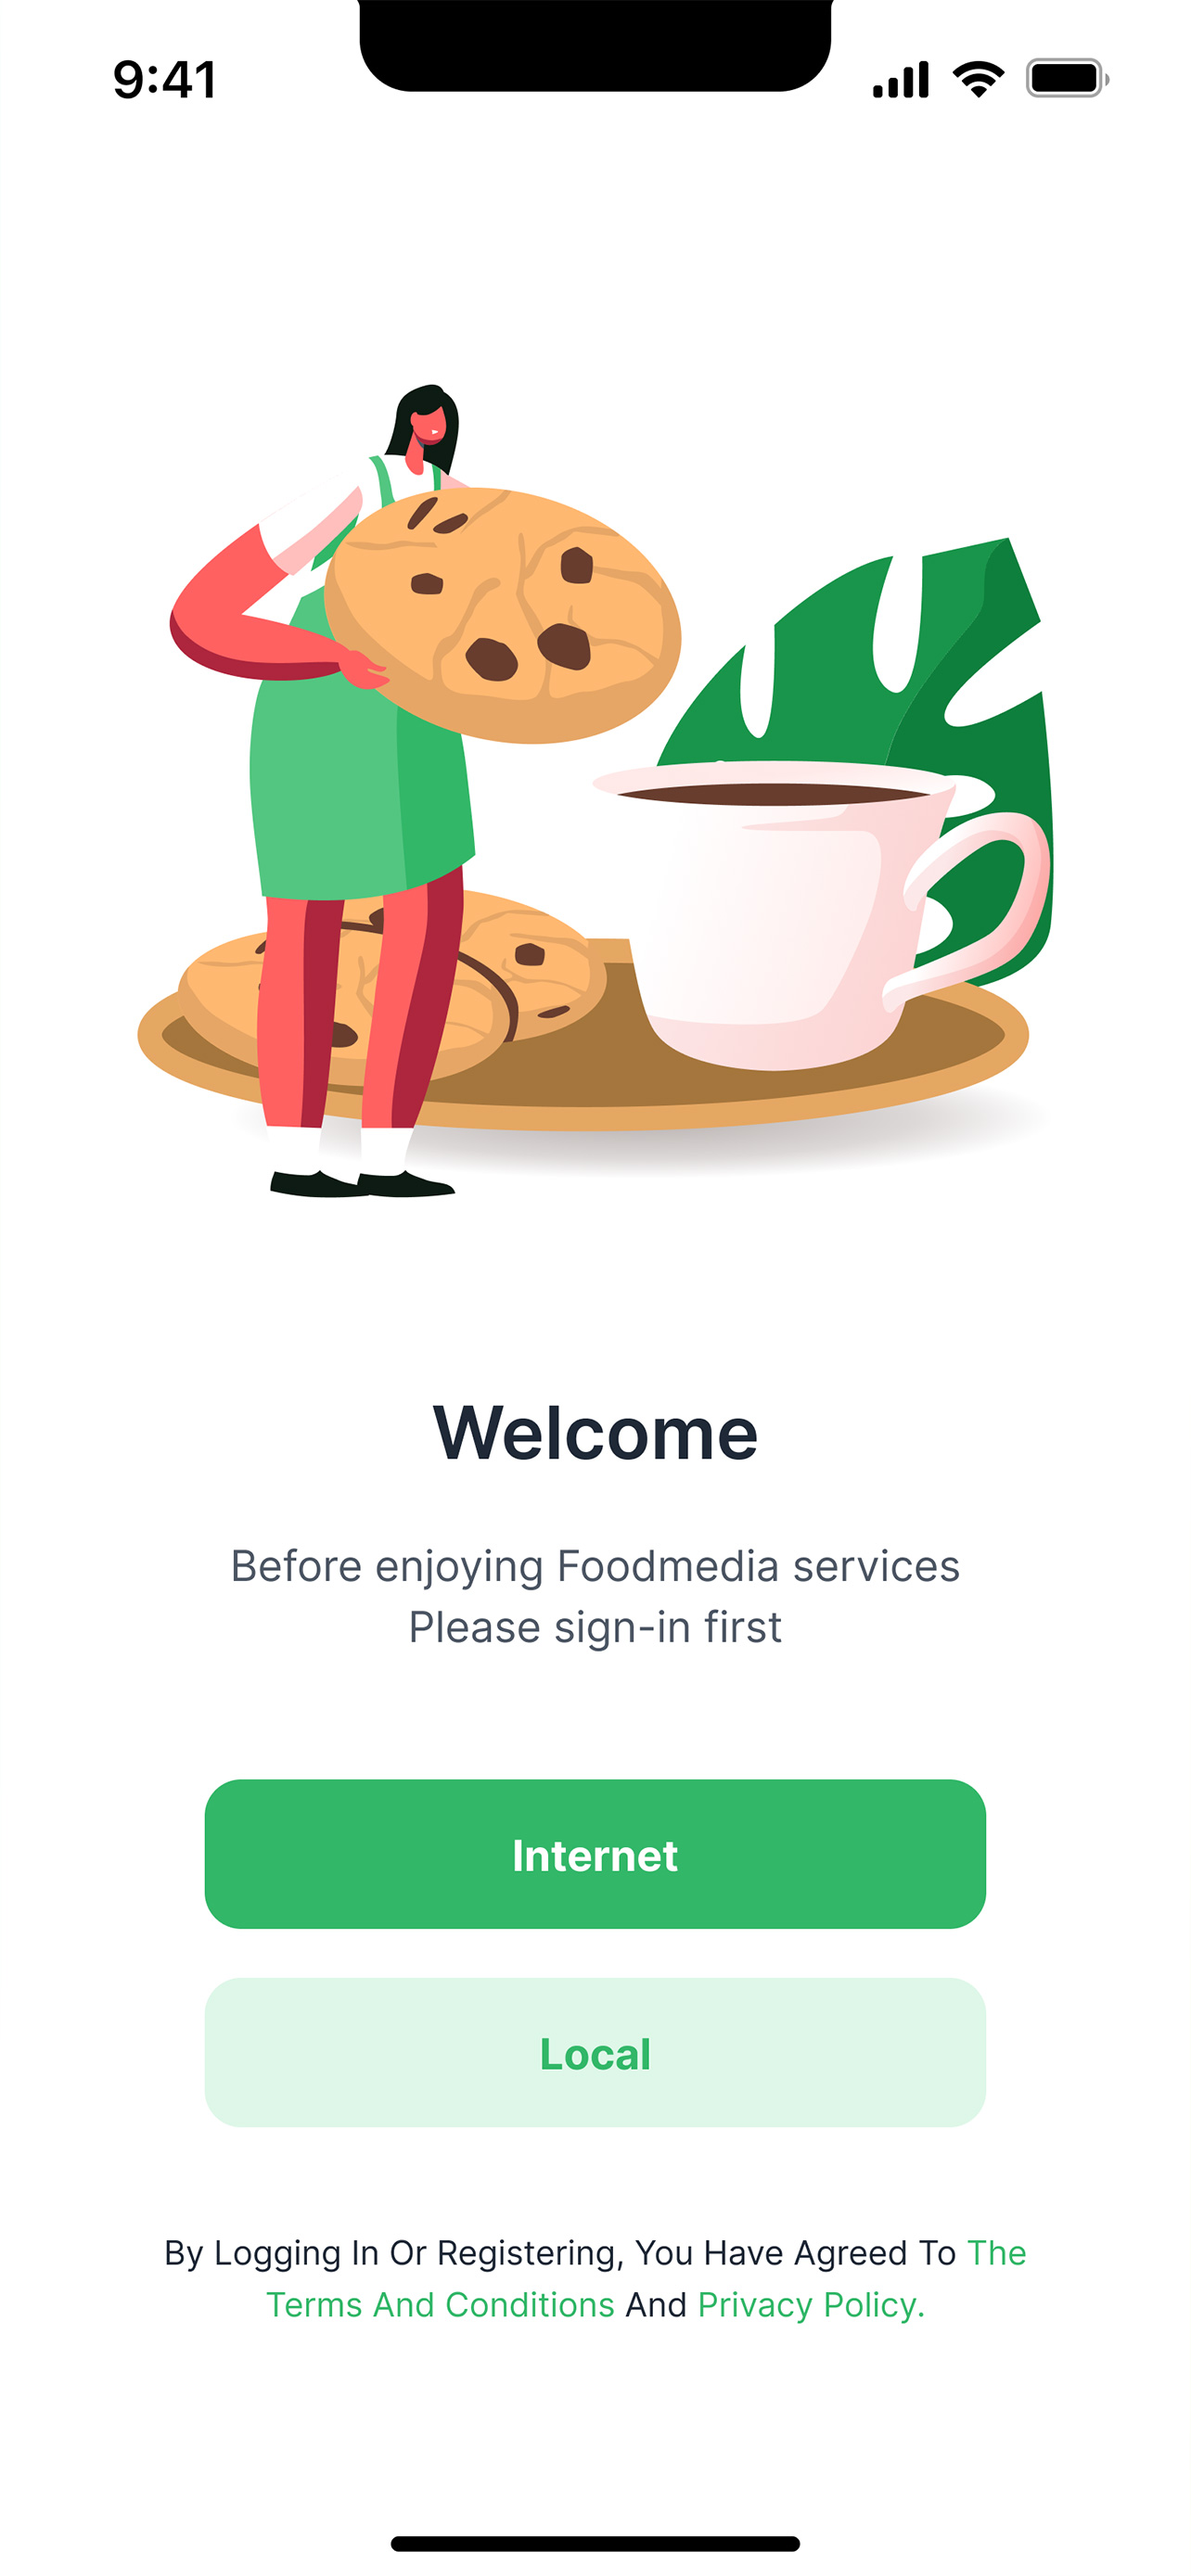 9:41
Welcome
Before enjoying Foodmedia services
Please sign-in first
Internet
Local
By Logging In Or Registering, You Have Agreed To The
Terms And Conditions And Privacy Policy.